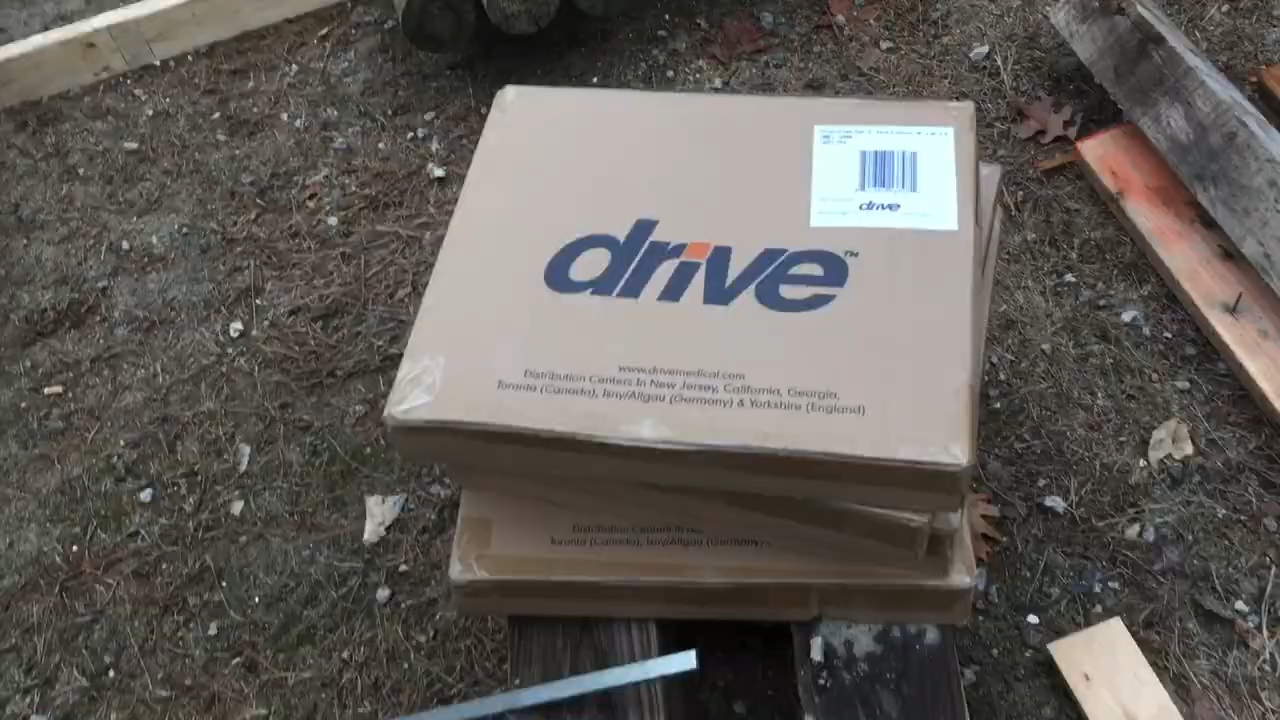 drive
drive™
www.drivemedical.com
Distribution Centers In New Jersey, California, Georgia,
Toronto (Canada), Isny/Allgau (Germany) & Yorkshire (England)
Distribution Centers In
Toronto (Canada), Isny/Allgau (Germany)